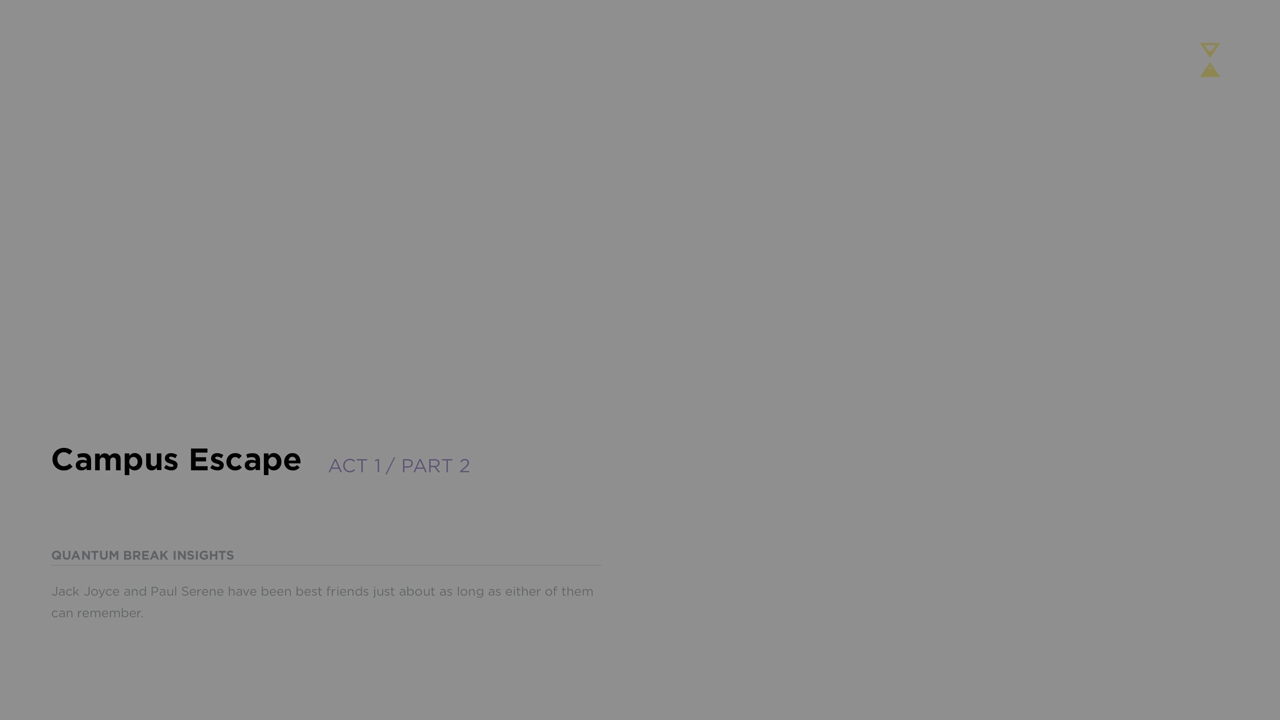 Campus Escape ACT 1 / PART 2
QUANTUM BREAK INSIGHTS
Jack Joyce and Paul Serene have been best friends just about as long as either of them
can remember.